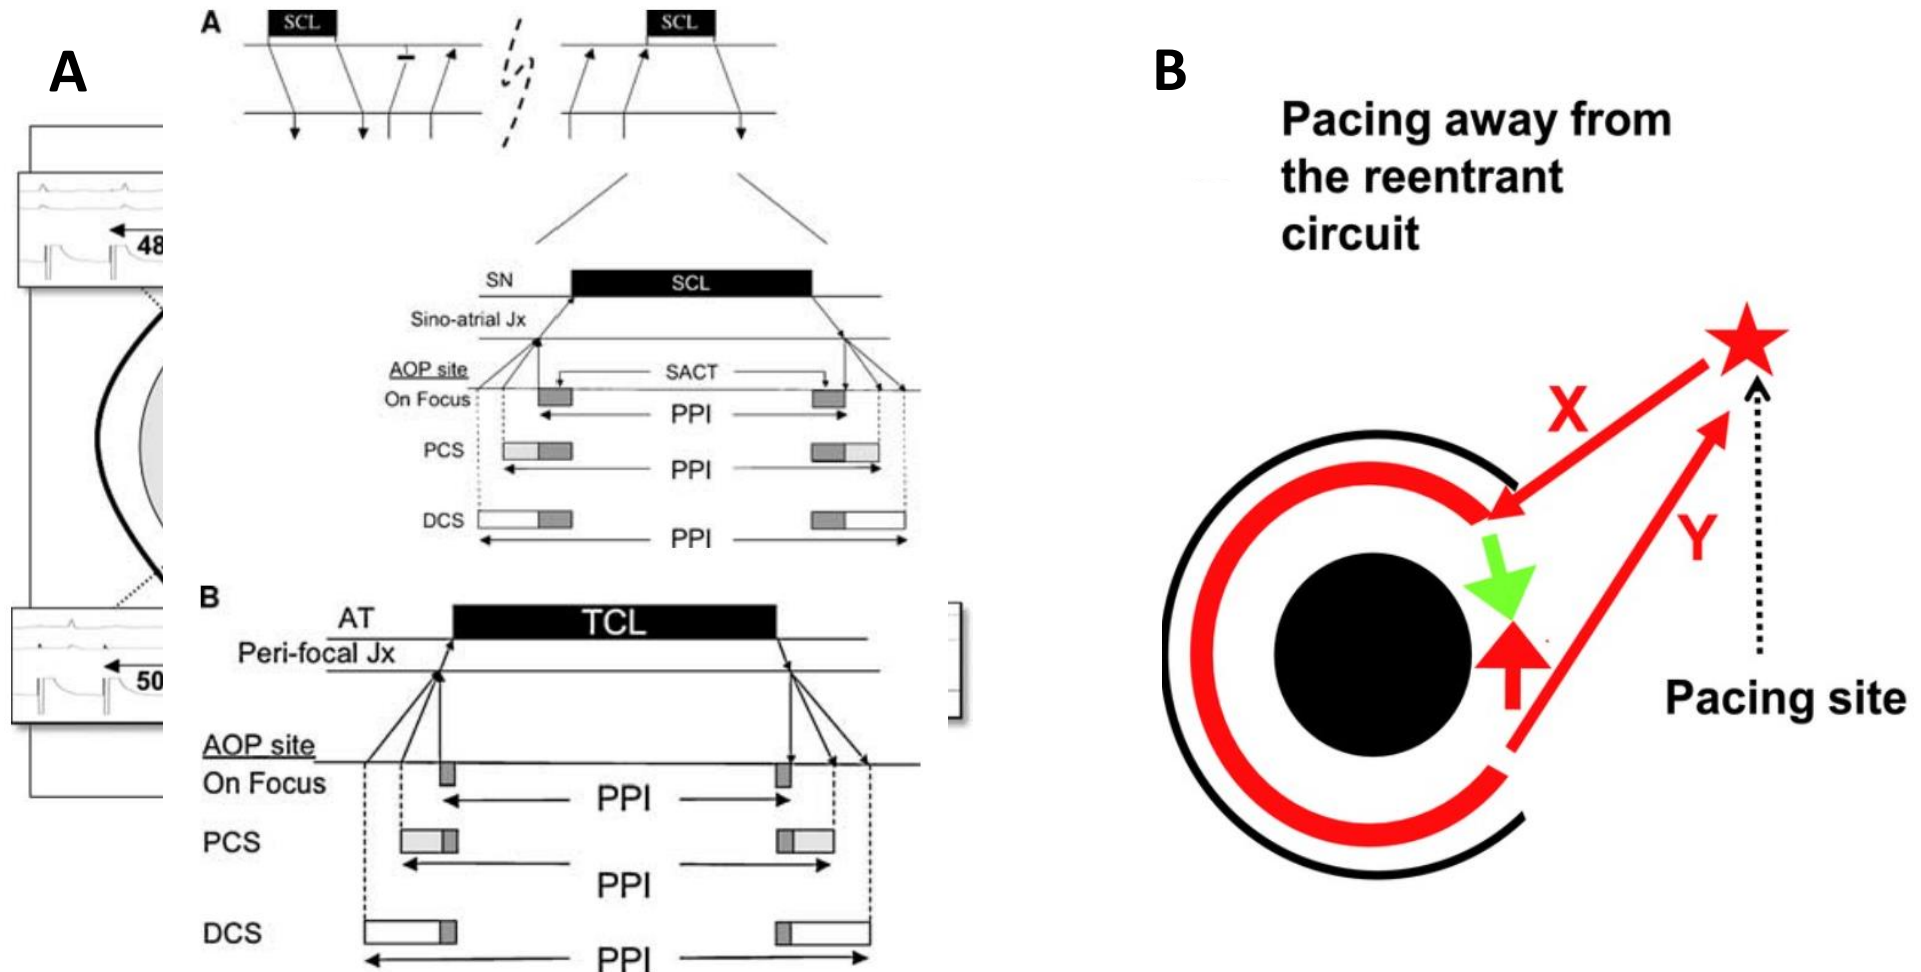 A
48
50
A
SCL
SCL
SN
SCL
Sino-atrial Jx
AOP site
SACT
On Focus
PPI
PCS
PPI
DCS
PPI
B
AT
TCL
Peri-focal Jx
AOP site
On Focus
PPI
PCS
PPI
DCS
PPI
B
Pacing away from
the reentrant
circuit
X
Y
Pacing site